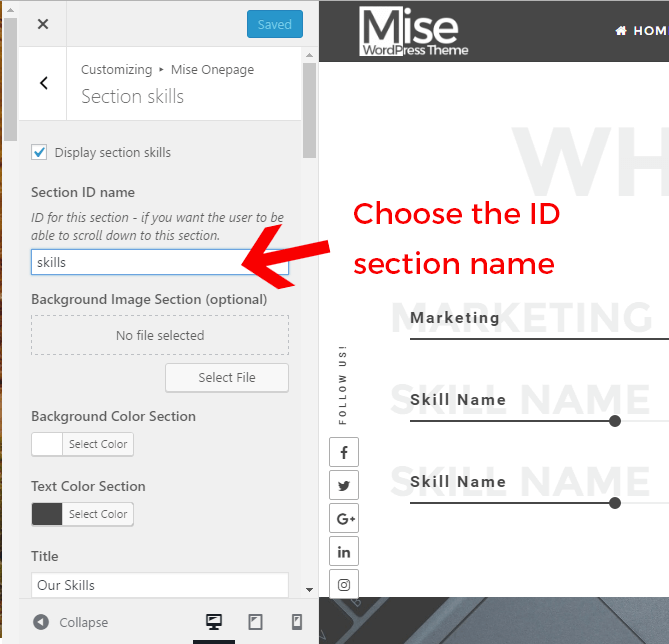 Saved
Customizing ▸ Mise Onepage
Section skills
Display section skills
Section ID name
ID for this section - if you want the user to be
able to scroll down to this section.
skills
Background Image Section (optional)
No file selected
Select File
Background Color Section
Select Color
Text Color Section
Select Color
Title
Our Skills
Collapse
Mise
WordPress Theme
HOM
WH
Choose the ID
section name
MARKETING
Marketing
SKILL NAME
Skill Name
SKILL NAME
Skill Name
FOLLOW US!
G+
in